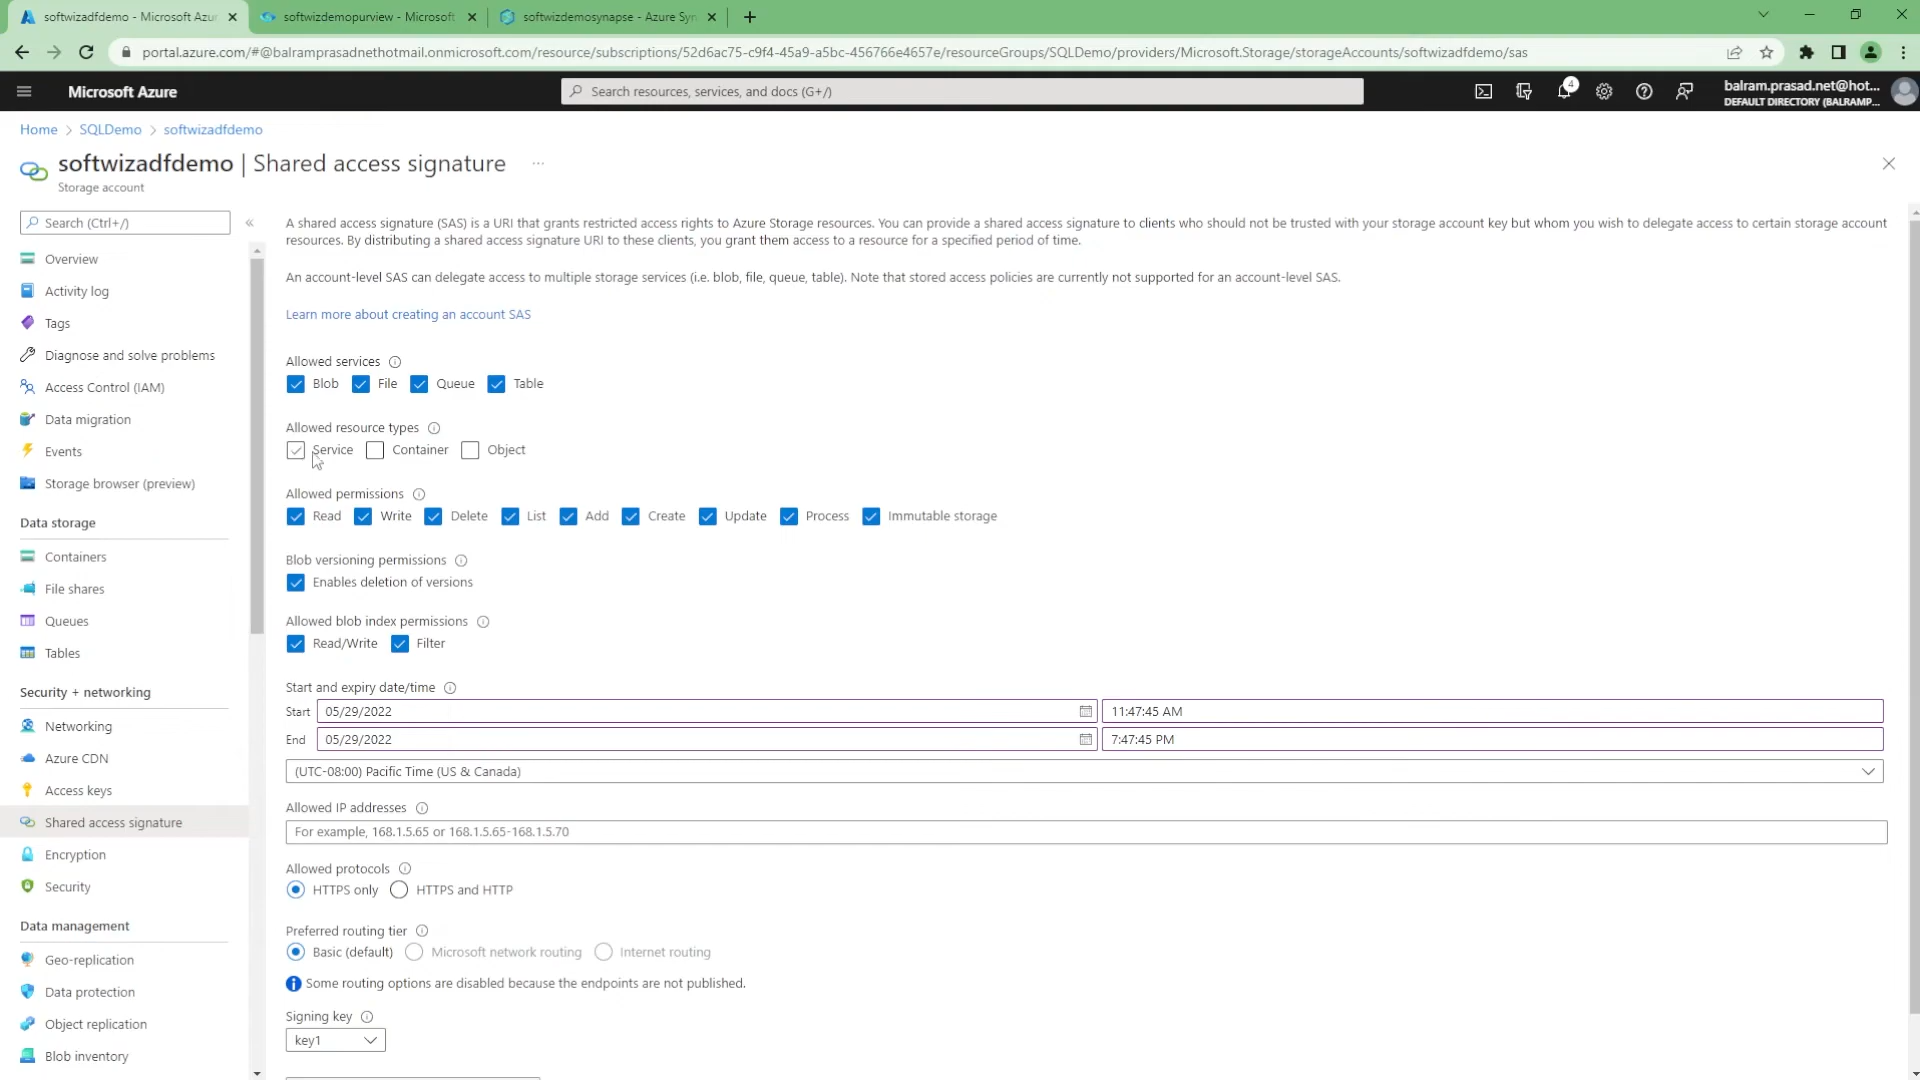 softwizadfdemo - Microsoft Azu
softwizdemopurview - Microsoft
softwizdemosynapse - Azure Syn
portal.azure.com/#@balramprasadnethotmail.onmicrosoft.com/resource/subscriptions/52d6ac75-c9f4-45a9-a5bc-456766e4657e/resourceGroups/SQLDemo/providers/Microsoft.Storage/storageAccounts/softwizadfdemo/sas
Microsoft Azure
Search resources, services, and docs (G+/)
4
balram.prasad.net@hot...
DEFAULT DIRECTORY (BALRAMP...
Home > SQLDemo > softwizadfdemo
softwizadfdemo | Shared access signature ...
Storage account
Search (Ctrl+/)
Overview
Activity log
Tags
Diagnose and solve problems
Access Control (IAM)
Data migration
Events
Storage browser (preview)
Data storage
Containers
File shares
Queues
Tables
Security + networking
Networking
Azure CDN
Access keys
Shared access signature
Encryption
Security
Data management
Geo-replication
Data protection
Object replication
Blob inventory
A shared access signature (SAS) is a URI that grants restricted access rights to Azure Storage resources. You can provide a shared access signature to clients who should not be trusted with your storage account key but whom you wish to delegate access to certain storage account
resources. By distributing a shared access signature URI to these clients, you grant them access to a resource for a specified period of time.
An account-level SAS can delegate access to multiple storage services (i.e. blob, file, queue, table). Note that stored access policies are currently not supported for an account-level SAS.
Learn more about creating an account SAS
Allowed services
Blob File Queue Table
Allowed resource types
Service Container Object
Allowed permissions
Read Write Delete List Add Create Update Process Immutable storage
Blob versioning permissions
Enables deletion of versions
Allowed blob index permissions
Read/Write Filter
Start and expiry date/time
Start 05/29/2022 11:47:45 AM
End 05/29/2022 7:47:45 PM
(UTC-08:00) Pacific Time (US & Canada)
Allowed IP addresses
For example, 168.1.5.65 or 168.1.5.65-168.1.5.70
Allowed protocols
HTTPS only HTTPS and HTTP
Preferred routing tier
Basic (default) Microsoft network routing Internet routing
Some routing options are disabled because the endpoints are not published.
Signing key
key1